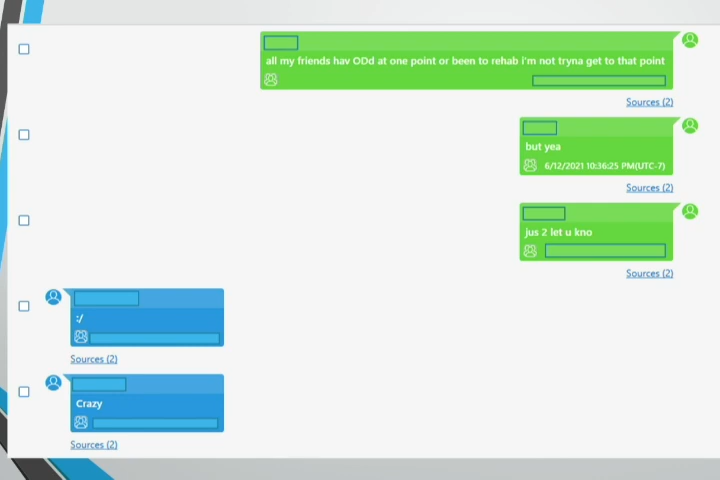 all my friends hav ODd at one point or been to rehab i'm not tryna get to that point
Sources (2)
but yea
6/12/2021 10:36:25 PM(UTC-7)
Sources (2)
jus 2 let u kno
Sources (2)
:/
Sources (2)
Crazy
Sources (2)